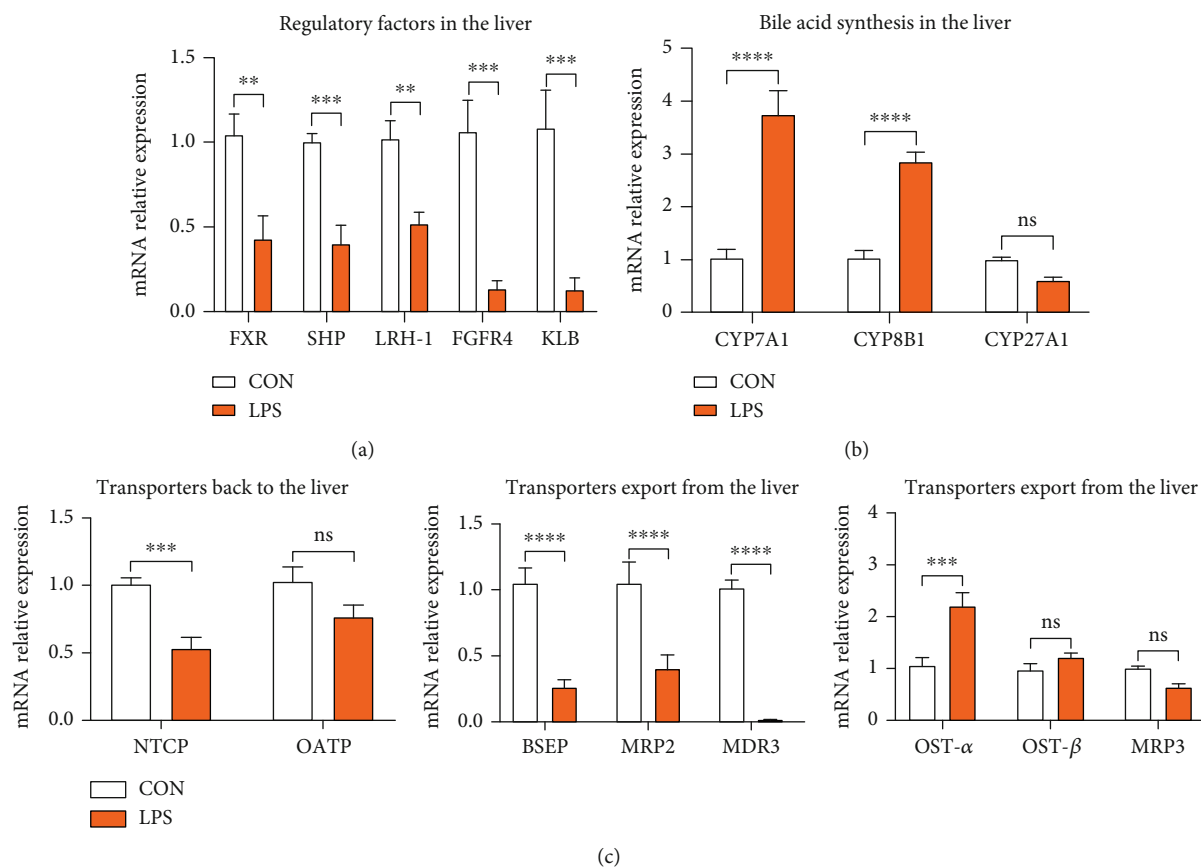 Regulatory factors in the liver
mRNA relative expression
1.5
1.0
0.5
0.0
** *** ** *** ***
FXR SHP LRH-1 FGFR4 KLB
CON
LPS
(a)
Bile acid synthesis in the liver
mRNA relative expression
5
4
3
2
1
0
**** **** ns
CYP7A1 CYP8B1 CYP27A1
CON
LPS
(b)
Transporters back to the liver
mRNA relative expression
1.5
1.0
0.5
0.0
*** ns
NTCP OATP
CON
LPS
Transporters export from the liver
mRNA relative expression
1.5
1.0
0.5
0.0
**** **** ****
BSEP MRP2 MDR3
Transporters export from the liver
mRNA relative expression
4
3
2
1
0
*** ns ns
OST-α OST-β MRP3
(c)